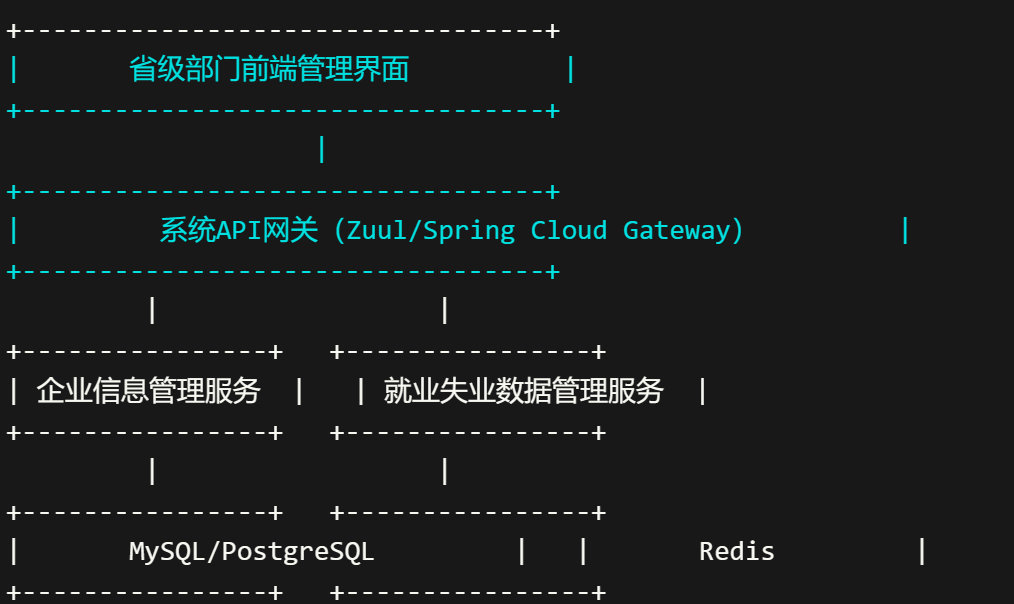 +----------------------------------+
|       省级部门前端管理界面          |
+----------------------------------+
                    |
+----------------------------------+
|         系统API网关（Zuul/Spring Cloud Gateway）         |
+----------------------------------+
         |                  |
+----------------+   +----------------+
| 企业信息管理服务  |   | 就业失业数据管理服务  |
+----------------+   +----------------+
         |                  |
+----------------+   +----------------+
|       MySQL/PostgreSQL         |   |       Redis         |
+----------------+   +----------------+